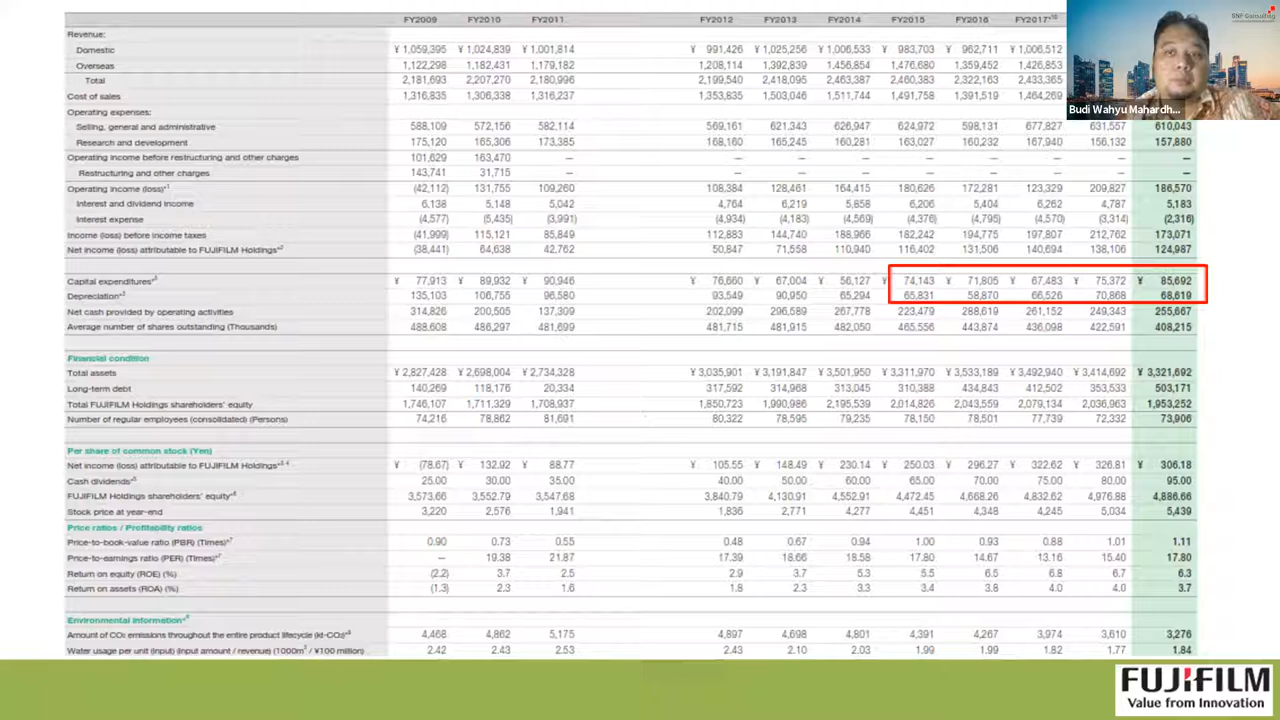 FY2009 FY2010 FY2011 FY2012 FY2013 FY2014 FY2015 FY2016 FY2017*10
SNF Consulting
Revenue:
Domestic ¥ 1,059,395 ¥ 1,024,839 ¥ 1,001,814 ¥ 991,426 ¥ 1,025,259 ¥ 1,006,533 ¥ 983,703 ¥ 962,711 ¥ 1,006,512
Overseas 1,122,298 1,182,431 1,179,182 1,208,114 1,392,836 1,456,854 1,476,680 1,359,452 1,426,853
Total 2,181,693 2,207,270 2,180,996 2,199,540 2,418,095 2,463,387 2,460,383 2,322,163 2,433,365
Cost of sales 1,316,835 1,306,338 1,316,237 1,353,835 1,503,046 1,511,744 1,491,758 1,391,519 1,464,269
Budi Wahyu Mahardh...
Operating expenses:
Selling, general and administrative 588,109 572,156 582,114 569,161 621,343 626,947 624,972 598,131 677,827 631,557 610,043
Research and development 175,120 165,306 173,385 168,160 165,245 160,281 163,027 160,232 167,940 156,132 157,880
Operating income before restructuring and other charges 101,629 163,470 — — — — — — — — —
Restructuring and other charges 143,741 31,715 — — — — — — — — —
Operating income (loss)*1 (42,112) 131,755 109,260 108,384 128,461 164,415 180,626 172,281 123,329 209,827 186,570
Interest and dividend income 6,138 5,148 5,042 4,764 6,219 5,858 6,206 5,404 6,262 4,787 5,183
Interest expense (4,577) (5,435) (3,991) (4,934) (4,183) (4,569) (4,376) (4,795) (4,570) (3,314) (2,316)
Income (loss) before income taxes (41,999) 115,121 85,849 112,883 144,740 188,966 182,242 194,775 197,807 212,762 173,071
Net income (loss) attributable to FUJIFILM Holdings*2 (38,441) 64,638 42,762 50,847 71,558 110,940 116,402 131,506 140,694 138,106 124,987
Capital expenditures*3 ¥ 77,913 ¥ 89,932 ¥ 90,946 ¥ 76,660 ¥ 67,004 ¥ 56,127 ¥ 74,143 ¥ 71,805 ¥ 67,483 ¥ 75,372 ¥ 85,692
Depreciation*3 135,103 106,755 98,580 93,549 90,950 65,294 65,831 58,870 66,526 70,868 68,619
Net cash provided by operating activities 314,826 200,505 137,309 202,099 296,589 267,778 223,479 288,619 261,152 249,343 255,667
Average number of shares outstanding (Thousands) 488,608 486,297 481,699 481,715 481,915 482,050 465,556 443,874 436,098 422,591 408,215
Financial condition
Total assets ¥ 2,827,428 ¥ 2,698,004 ¥ 2,734,328 ¥ 3,035,901 ¥ 3,191,847 ¥ 3,501,950 ¥ 3,311,970 ¥ 3,533,189 ¥ 3,492,940 ¥ 3,414,692 ¥ 3,321,692
Long-term debt 140,269 118,176 20,334 317,592 314,968 313,045 310,388 434,843 412,502 353,533 503,171
Total FUJIFILM Holdings shareholders' equity 1,746,107 1,711,329 1,708,937 1,850,723 1,990,986 2,195,539 2,014,826 2,043,559 2,079,134 2,036,963 1,953,252
Number of regular employees (consolidated) (Persons) 74,216 78,862 81,691 80,322 78,595 79,235 78,150 78,501 77,739 72,332 73,906
Per share of common stock (Yen)
Net income (loss) attributable to FUJIFILM Holdings*2, 4 ¥ (78.67) ¥ 132.92 ¥ 88.77 ¥ 105.55 ¥ 148.49 ¥ 230.14 ¥ 250.03 ¥ 296.27 ¥ 322.62 ¥ 326.81 ¥ 306.18
Cash dividends*5 25.00 30.00 35.00 40.00 50.00 60.00 65.00 70.00 75.00 80.00 95.00
FUJIFILM Holdings shareholders' equity*6 3,573.66 3,552.73 3,547.68 3,840.79 4,130.91 4,552.91 4,472.45 4,668.26 4,832.62 4,976.88 4,886.66
Stock price at year-end 3,220 2,576 1,941 1,836 2,771 4,277 4,451 4,348 4,245 5,034 5,439
Price ratios / Profitability ratios
Price-to-book-value ratio (PBR) (Times)*7 0.90 0.73 0.55 0.48 0.67 0.94 1.00 0.93 0.88 1.01 1.11
Price-to-earnings ratio (PER) (Times)*7 — 19.38 21.87 17.39 18.66 18.58 17.80 14.67 13.16 15.40 17.80
Return on equity (ROE) (%) (2.2) 3.7 2.5 2.9 3.7 5.3 5.5 6.5 6.8 6.7 6.3
Return on assets (ROA) (%) (1.3) 2.3 1.6 1.8 2.3 3.3 3.4 3.8 4.0 4.0 3.7
Environmental information*8
Amount of CO₂ emissions throughout the entire product lifecycle (kt-CO₂)*9 4,468 4,862 5,175 4,897 4,698 4,801 4,391 4,267 3,974 3,610 3,276
Water usage per unit (input) (Input amount / revenue) (1000m³ / ¥100 million) 2.42 2.43 2.53 2.43 2.10 2.03 1.99 1.99 1.82 1.77 1.84
FUJIFILM
Value from Innovation